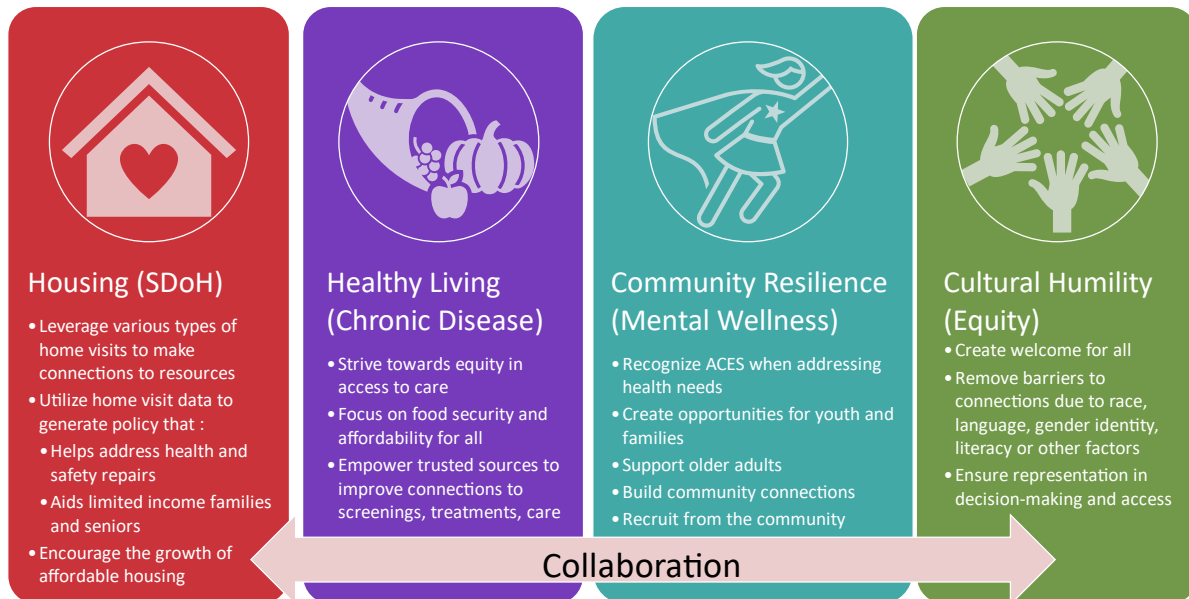 Housing (SDoH)
• Leverage various types of
home visits to make
connections to resources
• Utilize home visit data to
generate policy that :
• Helps address health and
safety repairs
• Aids limited income families
and seniors
• Encourage the growth of
affordable housing
Healthy Living
(Chronic Disease)
• Strive towards equity in
access to care
• Focus on food security and
affordability for all
• Empower trusted sources to
improve connections to
screenings, treatments, care
Community Resilience
(Mental Wellness)
• Recognize ACES when addressing
health needs
• Create opportunities for youth and
families
• Support older adults
• Build community connections
• Recruit from the community
Cultural Humility
(Equity)
• Create welcome for all
• Remove barriers to
connections due to race,
language, gender identity,
literacy or other factors
• Ensure representation in
decision-making and access
Collaboration